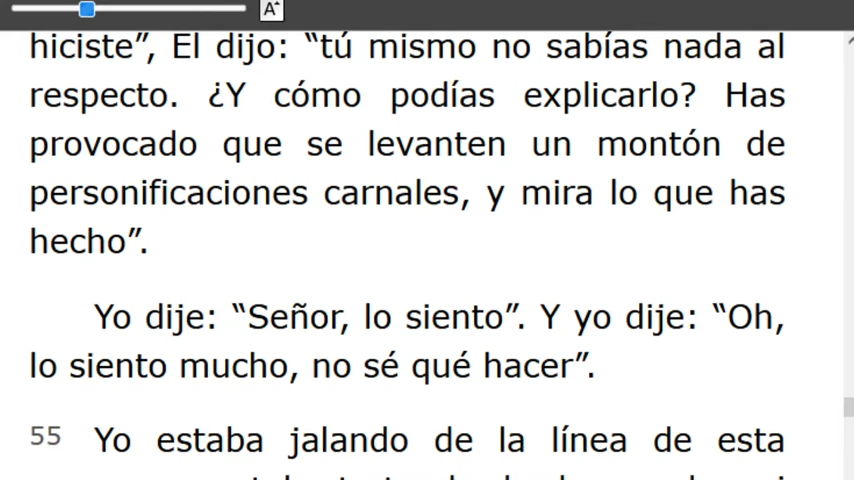 A
hiciste”, El dijo: “tú mismo no sabías nada al
respecto. ¿Y cómo podías explicarlo? Has
provocado que se levanten un montón de
personificaciones carnales, y mira lo que has
hecho”.
Yo dije: “Señor, lo siento”. Y yo dije: “Oh,
lo siento mucho, no sé qué hacer”.
55 Yo estaba jalando de la línea de esta